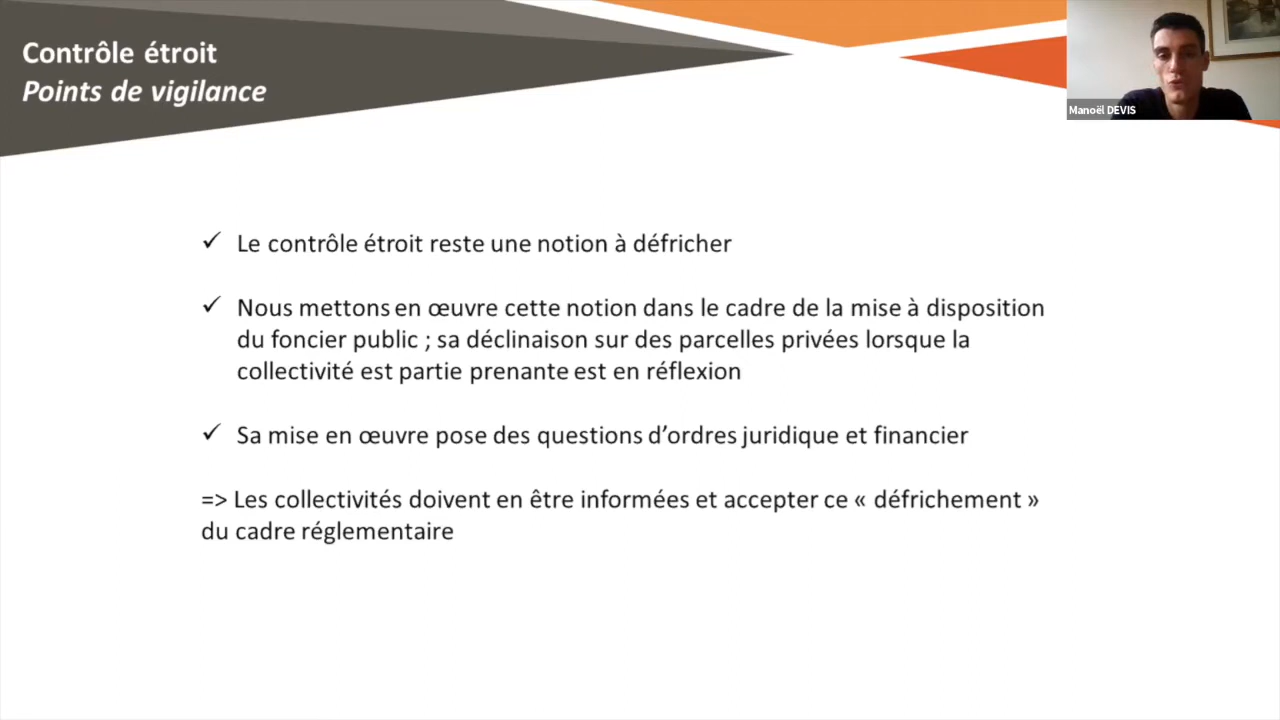 Contrôle étroit
Points de vigilance
Manoël DEVIS
✓ Le contrôle étroit reste une notion à défricher
✓ Nous mettons en œuvre cette notion dans le cadre de la mise à disposition
du foncier public ; sa déclinaison sur des parcelles privées lorsque la
collectivité est partie prenante est en réflexion
✓ Sa mise en œuvre pose des questions d’ordres juridique et financier
=> Les collectivités doivent en être informées et accepter ce « défrichement »
du cadre réglementaire